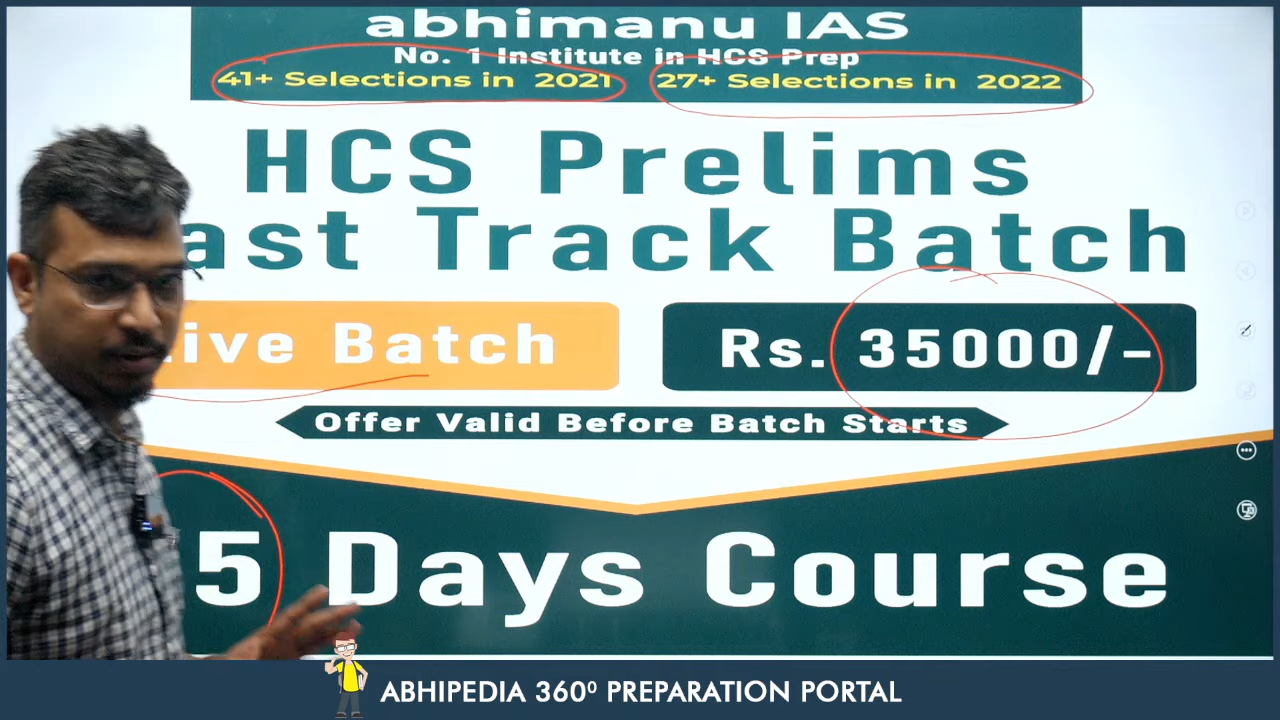 abhimanu IAS
No. 1 Institute in HCS Prep
41+ Selections in 2021 27+ Selections in 2022
HCS Prelims
ast Track Batch
ive Batch Rs. 35000/-
Offer Valid Before Batch Starts
5 Days Course
ABHIPEDIA 360⁰ PREPARATION PORTAL